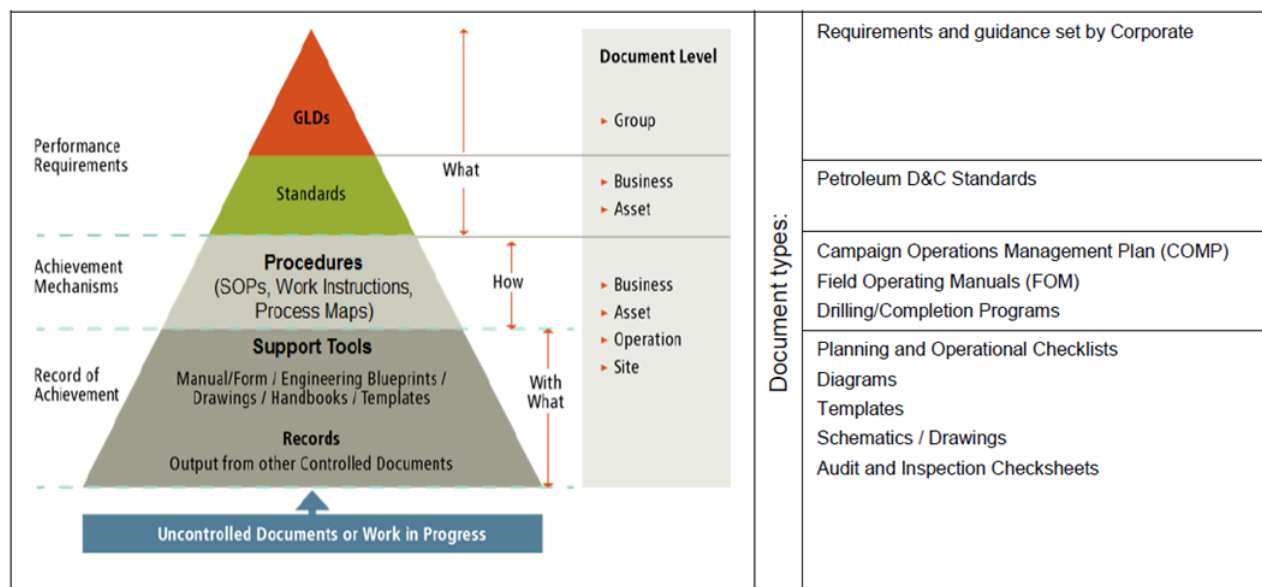 Performance
Requirements
GLDs
Standards
What
Achievement
Mechanisms
Procedures
(SOPs, Work Instructions,
Process Maps)
How
Record of
Achievement
Support Tools
Manual/Form / Engineering Blueprints /
Drawings / Handbooks / Templates
Records
Output from other Controlled Documents
With
What
Uncontrolled Documents or Work in Progress
Document Level
▸ Group
▸ Business
▸ Asset
▸ Business
▸ Asset
▸ Operation
▸ Site
Document types:
Requirements and guidance set by Corporate
Petroleum D&C Standards
Campaign Operations Management Plan (COMP)
Field Operating Manuals (FOM)
Drilling/Completion Programs
Planning and Operational Checklists
Diagrams
Templates
Schematics / Drawings
Audit and Inspection Checksheets